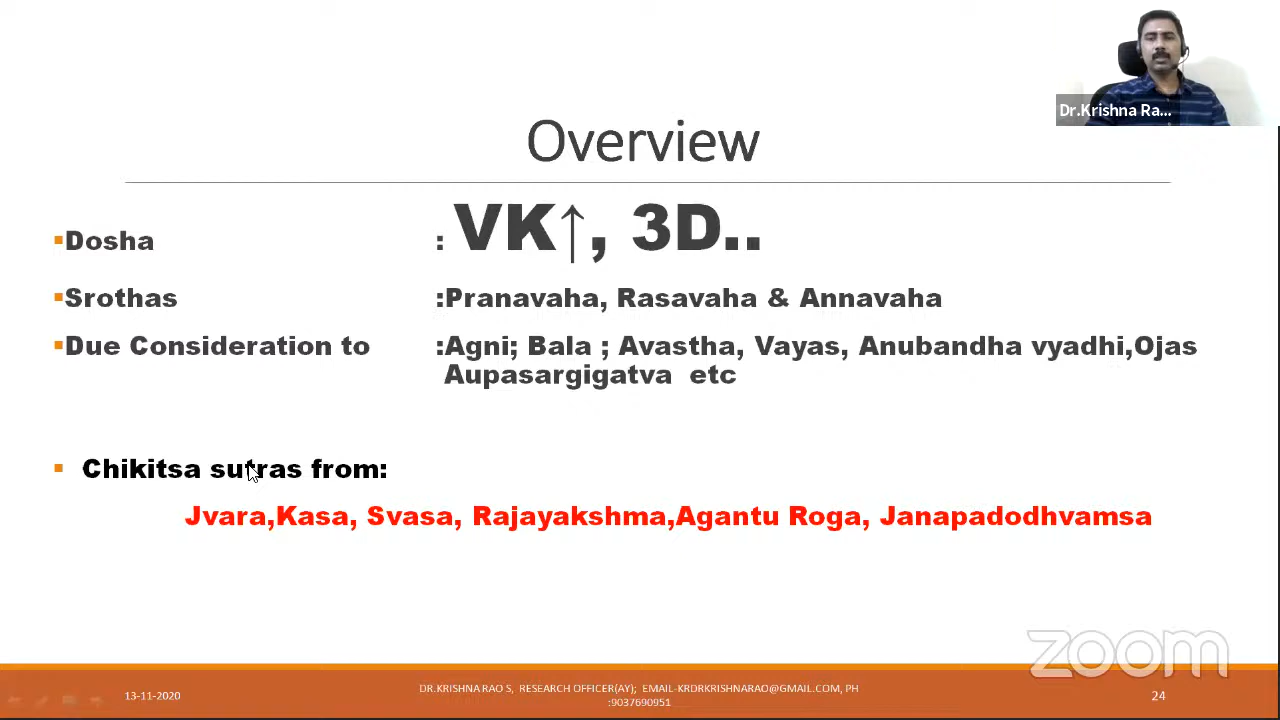 Dr.Krishna Ra...
Overview
▪Dosha : VK↑, 3D..
▪Srothas :Pranavaha, Rasavaha & Annavaha
▪Due Consideration to :Agni; Bala ; Avastha, Vayas, Anubandha vyadhi,Ojas
Aupasargigatva etc
▪ Chikitsa sutras from:
Jvara,Kasa, Svasa, Rajayakshma,Agantu Roga, Janapadodhvamsa
zoom
13-11-2020
DR.KRISHNA RAO S, RESEARCH OFFICER(AY); EMAIL-KRDRKRISHNARAO@GMAIL.COM, PH
:9037690951
24